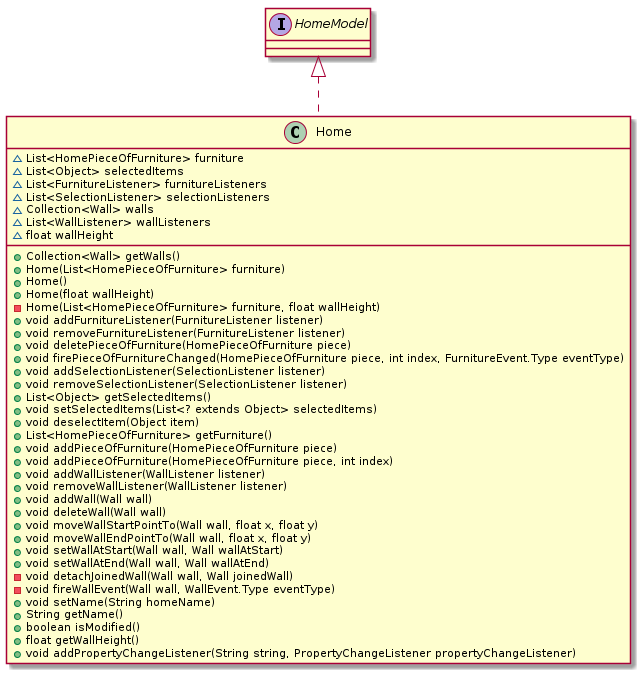 I HomeModel
C Home
List<HomePieceOfFurniture> furniture
List<Object> selectedItems
List<FurnitureListener> furnitureListeners
List<SelectionListener> selectionListeners
Collection<Wall> walls
List<WallListener> wallListeners
float wallHeight
Collection<Wall> getWalls()
Home(List<HomePieceOfFurniture> furniture)
Home()
Home(float wallHeight)
Home(List<HomePieceOfFurniture> furniture, float wallHeight)
void addFurnitureListener(FurnitureListener listener)
void removeFurnitureListener(FurnitureListener listener)
void deletePieceOfFurniture(HomePieceOfFurniture piece)
void firePieceOfFurnitureChanged(HomePieceOfFurniture piece, int index, FurnitureEvent.Type eventType)
void addSelectionListener(SelectionListener listener)
void removeSelectionListener(SelectionListener listener)
List<Object> getSelectedItems()
void setSelectedItems(List<? extends Object> selectedItems)
void deselectItem(Object item)
List<HomePieceOfFurniture> getFurniture()
void addPieceOfFurniture(HomePieceOfFurniture piece)
void addPieceOfFurniture(HomePieceOfFurniture piece, int index)
void addWallListener(WallListener listener)
void removeWallListener(WallListener listener)
void addWall(Wall wall)
void deleteWall(Wall wall)
void moveWallStartPointTo(Wall wall, float x, float y)
void moveWallEndPointTo(Wall wall, float x, float y)
void setWallAtStart(Wall wall, Wall wallAtStart)
void setWallAtEnd(Wall wall, Wall wallAtEnd)
void detachJoinedWall(Wall wall, Wall joinedWall)
void fireWallEvent(Wall wall, WallEvent.Type eventType)
void setName(String homeName)
String getName()
boolean isModified()
float getWallHeight()
void addPropertyChangeListener(String string, PropertyChangeListener propertyChangeListener)